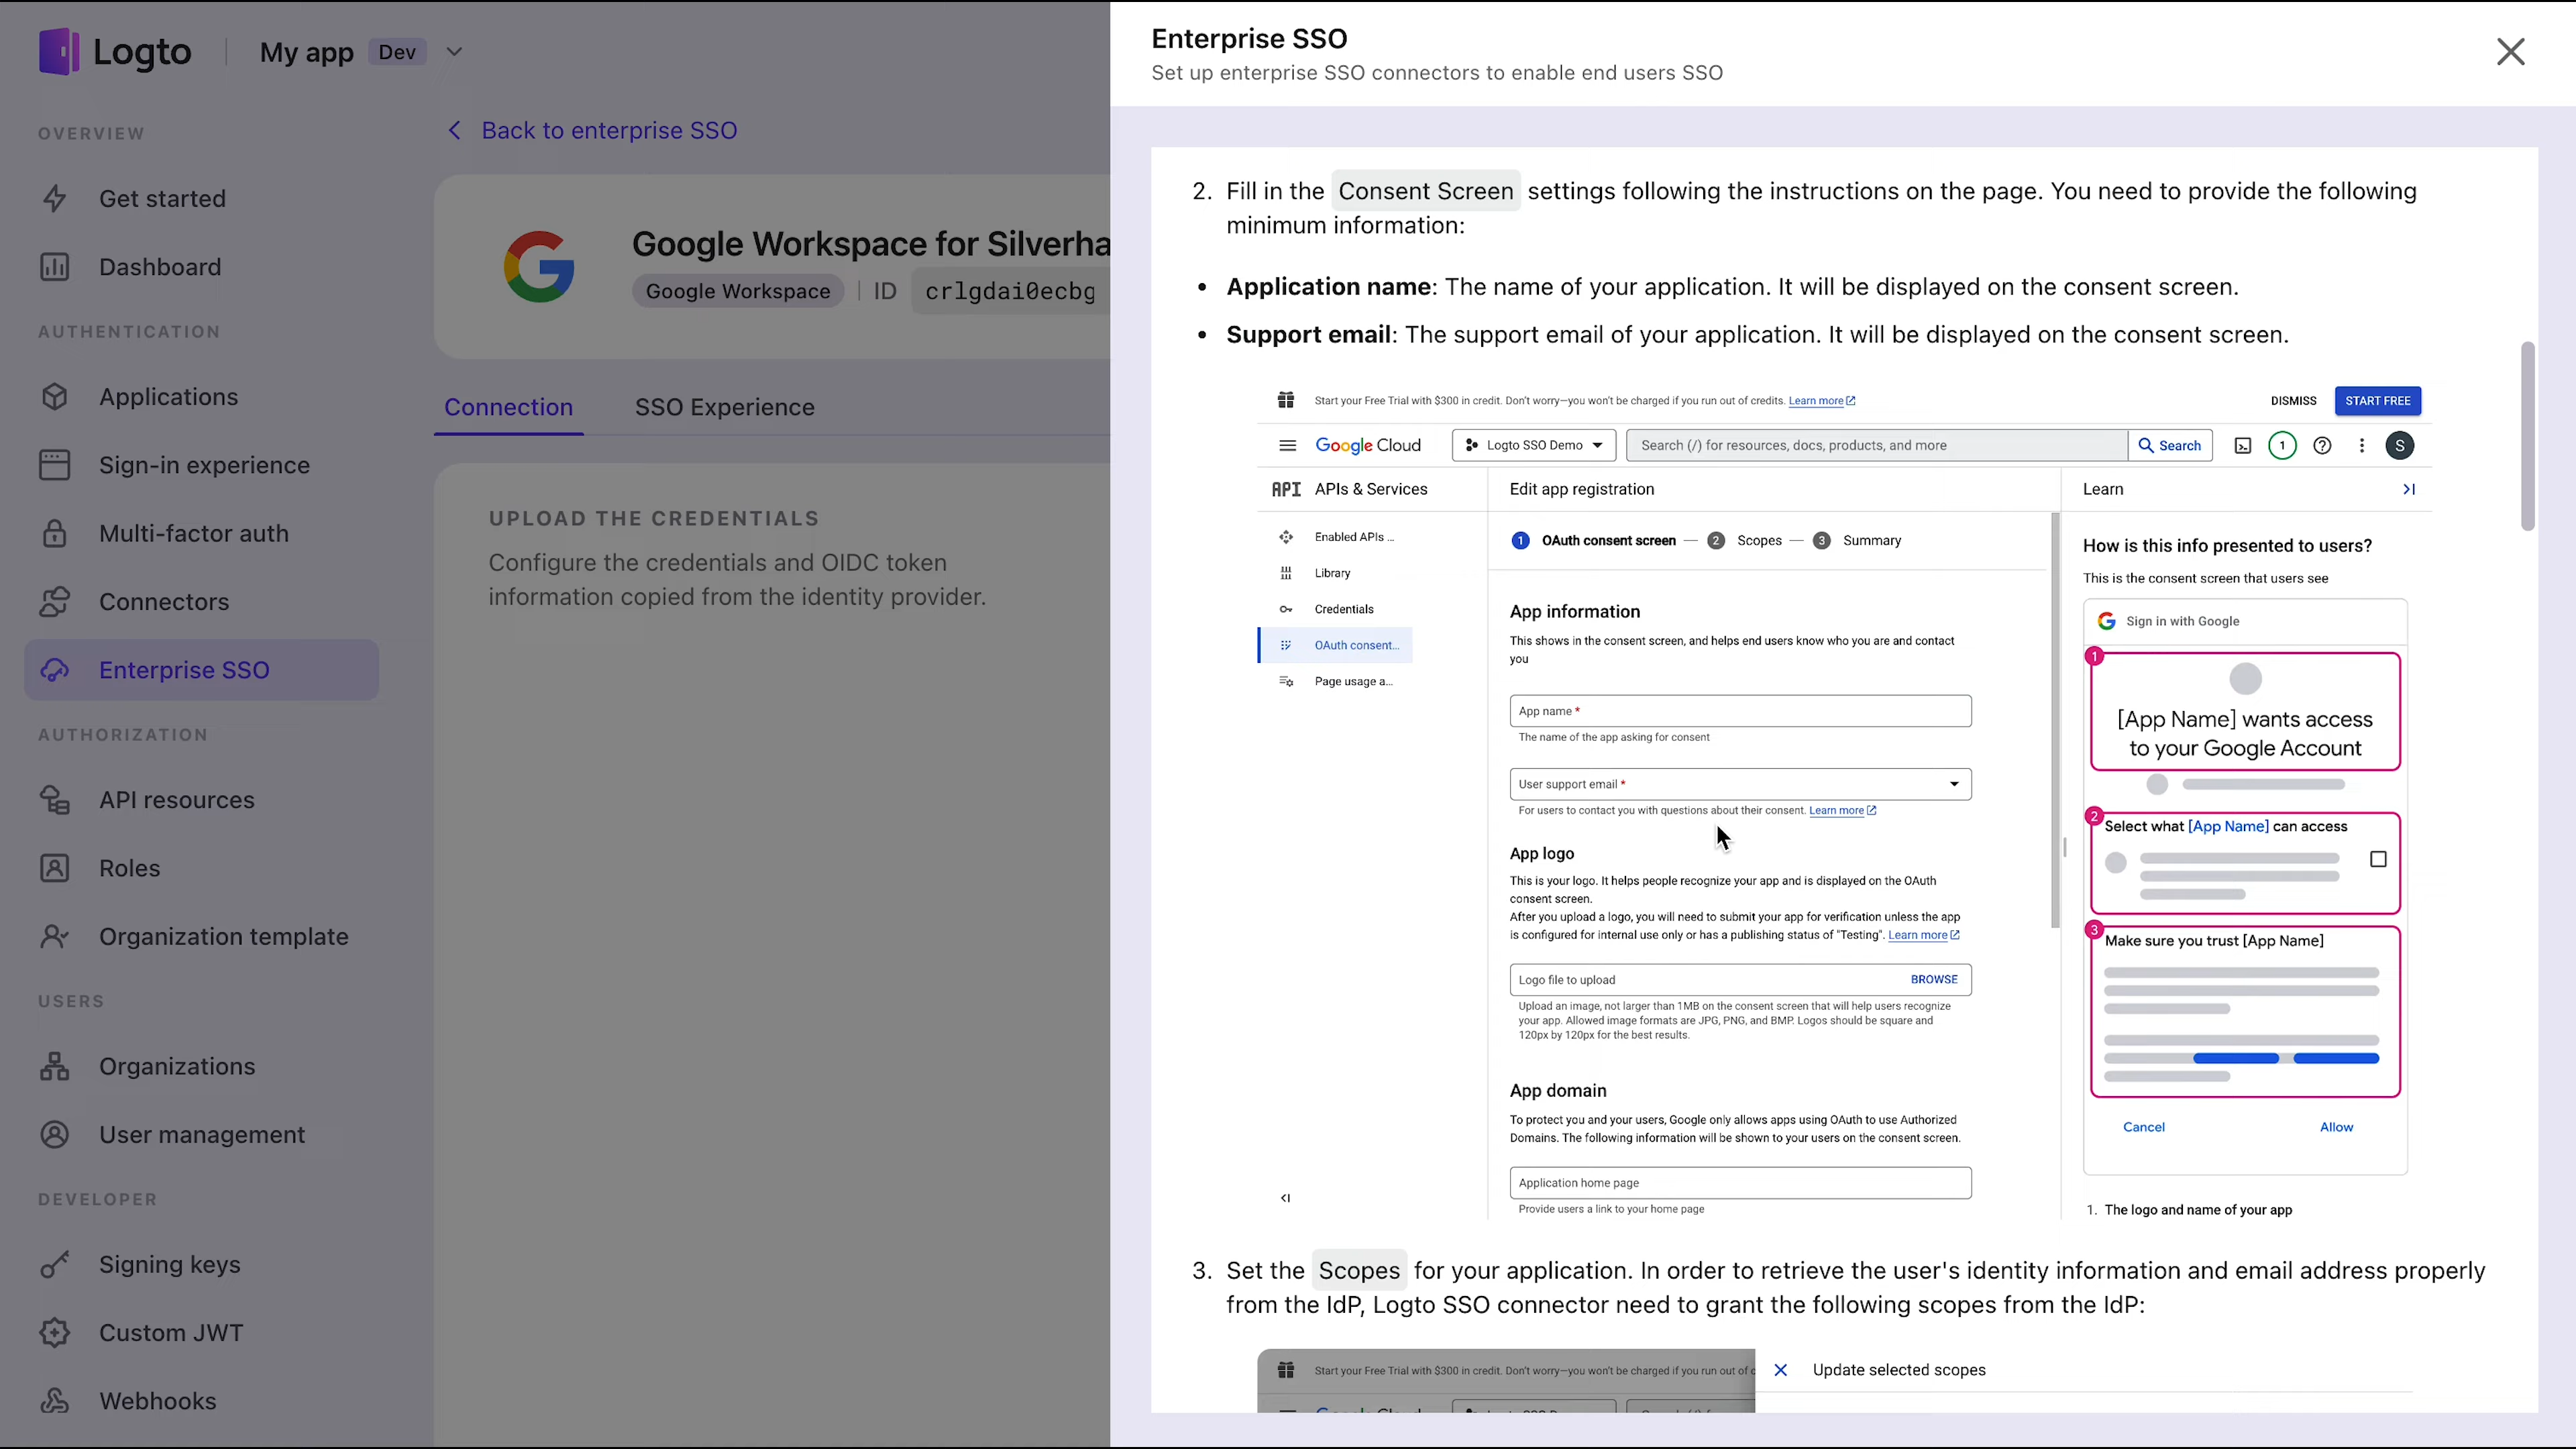 Logto
My app Dev
OVERVIEW
Get started
Dashboard
AUTHENTICATION
Applications
Sign-in experience
Multi-factor auth
Connectors
Enterprise SSO
AUTHORIZATION
API resources
Roles
Organization template
USERS
Organizations
User management
DEVELOPER
Signing keys
Custom JWT
Webhooks
Back to enterprise SSO
Google Workspace for Silverha
Google Workspace ID crlgdai0ecbg
Connection SSO Experience
UPLOAD THE CREDENTIALS
Configure the credentials and OIDC token
information copied from the identity provider.
Enterprise SSO
Set up enterprise SSO connectors to enable end users SSO
2. Fill in the Consent Screen settings following the instructions on the page. You need to provide the following
minimum information:
• Application name: The name of your application. It will be displayed on the consent screen.
• Support email: The support email of your application. It will be displayed on the consent screen.
Start your Free Trial with $300 in credit. Don't worry—you won't be charged if you run out of credits. Learn more
DISMISS START FREE
Google Cloud Logto SSO Demo Search (/) for resources, docs, products, and more Search 1 S
API APIs & Services
Enabled APIs ...
Library
Credentials
OAuth consent...
Page usage a...
Edit app registration
1 OAuth consent screen — 2 Scopes — 3 Summary
App information
This shows in the consent screen, and helps end users know who you are and contact
you
App name *
The name of the app asking for consent
User support email *
For users to contact you with questions about their consent. Learn more
App logo
This is your logo. It helps people recognize your app and is displayed on the OAuth
consent screen.
After you upload a logo, you will need to submit your app for verification unless the app
is configured for internal use only or has a publishing status of "Testing". Learn more
Logo file to upload BROWSE
Upload an image, not larger than 1MB on the consent screen that will help users recognize
your app. Allowed image formats are JPG, PNG, and BMP. Logos should be square and
120px by 120px for the best results.
App domain
To protect you and your users, Google only allows apps using OAuth to use Authorized
Domains. The following information will be shown to your users on the consent screen.
Application home page
Provide users a link to your home page
Learn
How is this info presented to users?
This is the consent screen that users see
Sign in with Google
1
[App Name] wants access
to your Google Account
2
Select what [App Name] can access
3
Make sure you trust [App Name]
Cancel Allow
1. The logo and name of your app
3. Set the Scopes for your application. In order to retrieve the user's identity information and email address properly
from the IdP, Logto SSO connector need to grant the following scopes from the IdP:
Start your Free Trial with $300 in credit. Don't worry—you won't be charged if you run out of
Update selected scopes